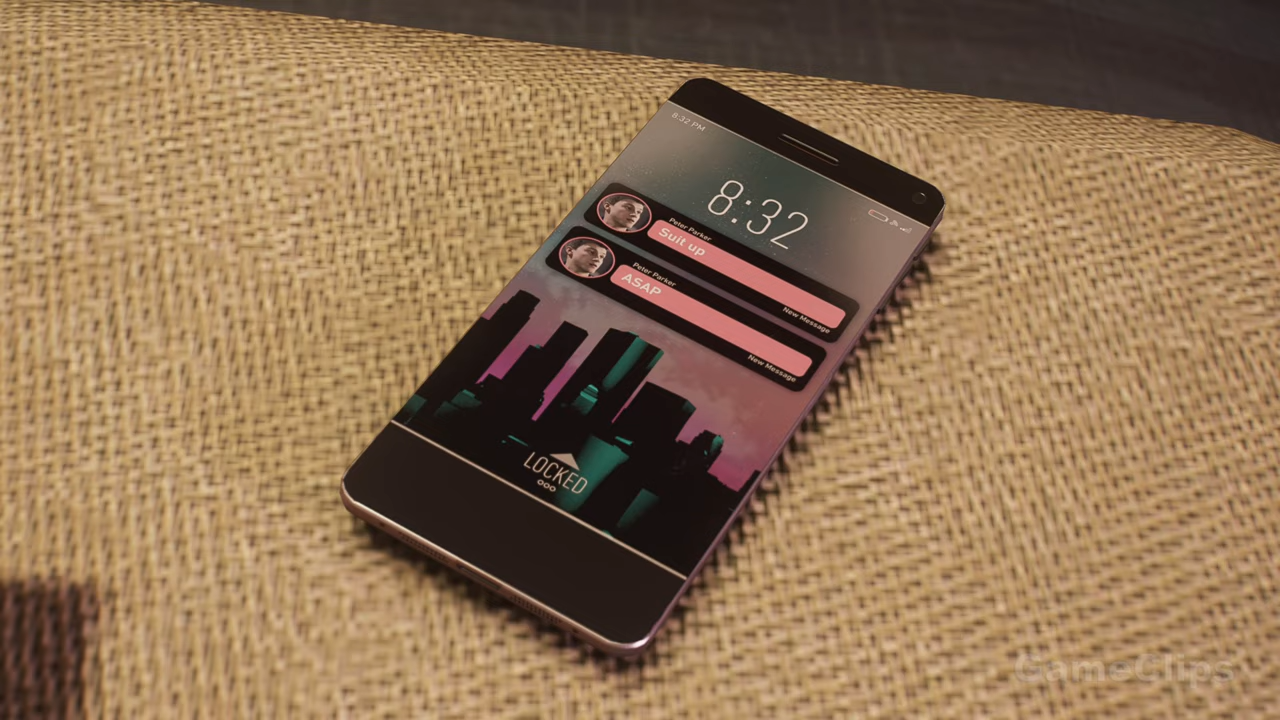 8:32 PM
8:32
Peter Parker
Suit up
New Message
Peter Parker
ASAP
New Message
LOCKED
GameClips